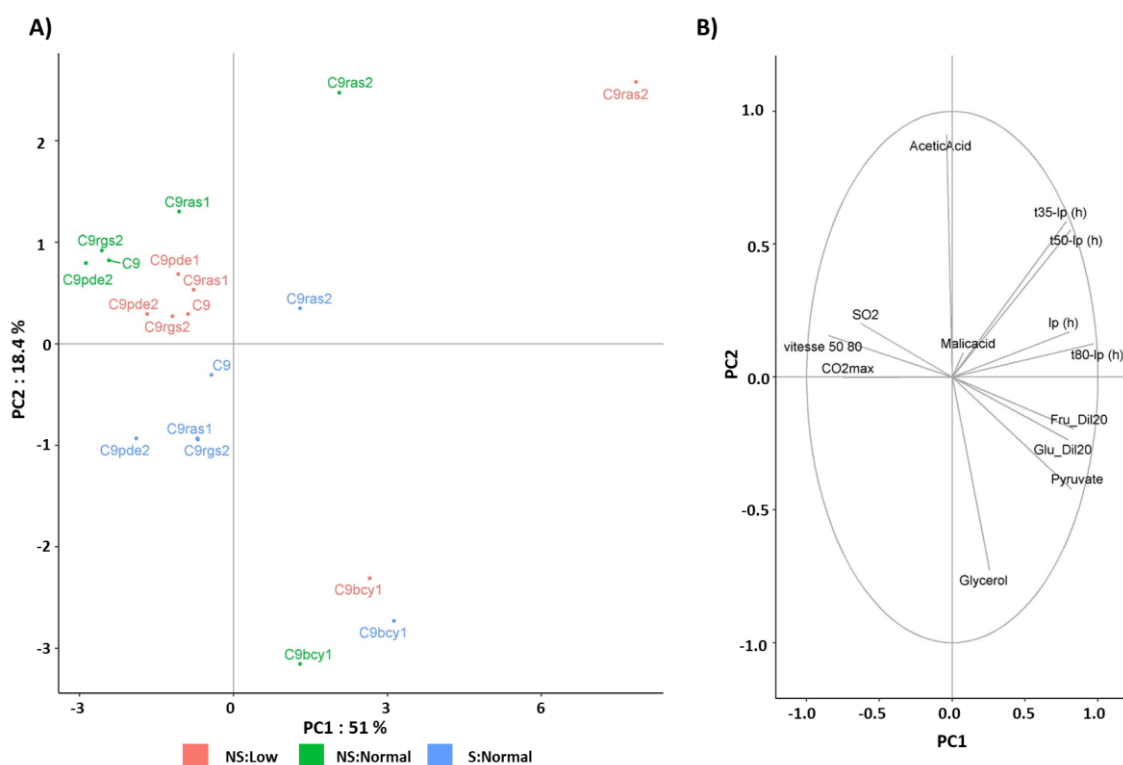 A)
B)
C9ras2
C9ras2
2
C9ras1
C9rgs2
C9
1
C9pde1
C9pde2
C9ras1
C9pde2
C9
C9rgs2
C9ras2
0
C9
C9ras1
-1
C9pde2
C9rgs2
-2
C9bcy1
C9bcy1
-3
C9bcy1
-3
0
3
6
PC1 : 51 %
PC2 : 18.4 %
NS:Low
NS:Normal
S:Normal
1.0
AceticAcid
t35-lp (h)
0.5
t50-lp (h)
SO2
lp (h)
vitesse 50 80
Malicacid
t80-lp (h)
CO2max
0.0
Fru_Dil20
Glu_Dil20
Pyruvate
-0.5
Glycerol
-1.0
-1.0
-0.5
0.0
0.5
1.0
PC1
PC2